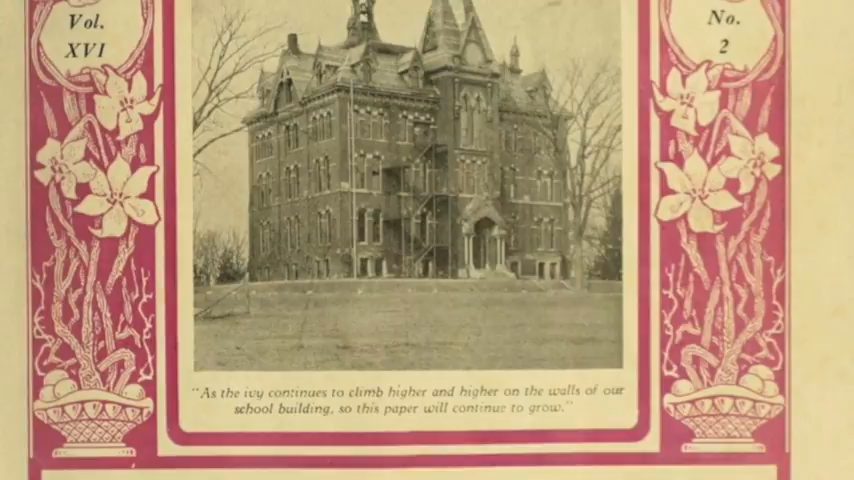 Vol.
XVI
No.
2
"As the ivy continues to climb higher and higher on the walls of our
school building, so this paper will continue to grow."